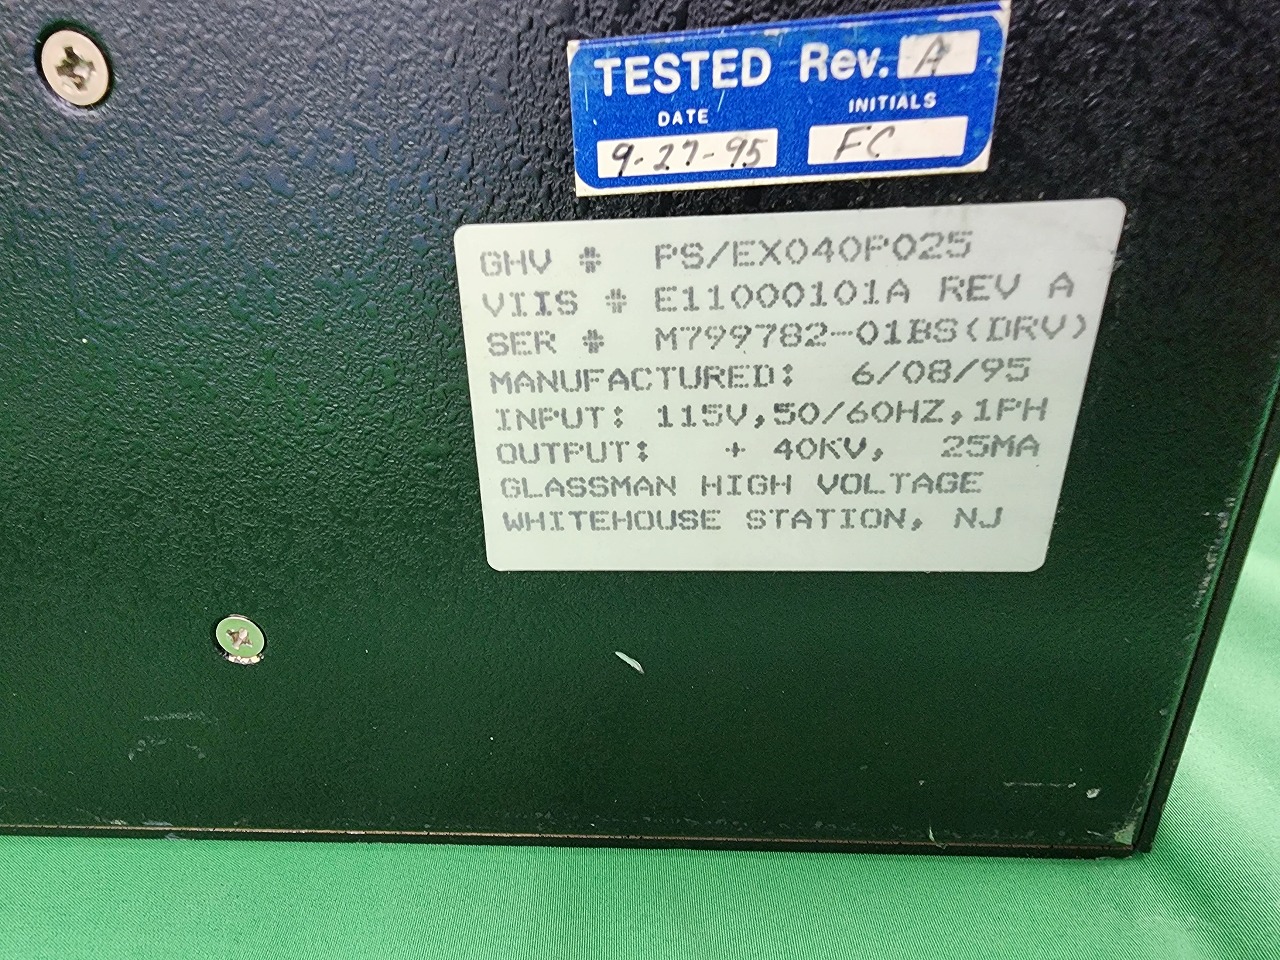 TESTED Rev. A
DATE INITIALS
9-27-95 FC
GHV # PS/EX040P025
VIIS # E11000101A REV A
SER # M799782-01BS(DRV)
MANUFACTURED: 6/08/95
INPUT: 115V,50/60HZ,1PH
OUTPUT: + 40KV, 25MA
GLASSMAN HIGH VOLTAGE
WHITEHOUSE STATION, NJ